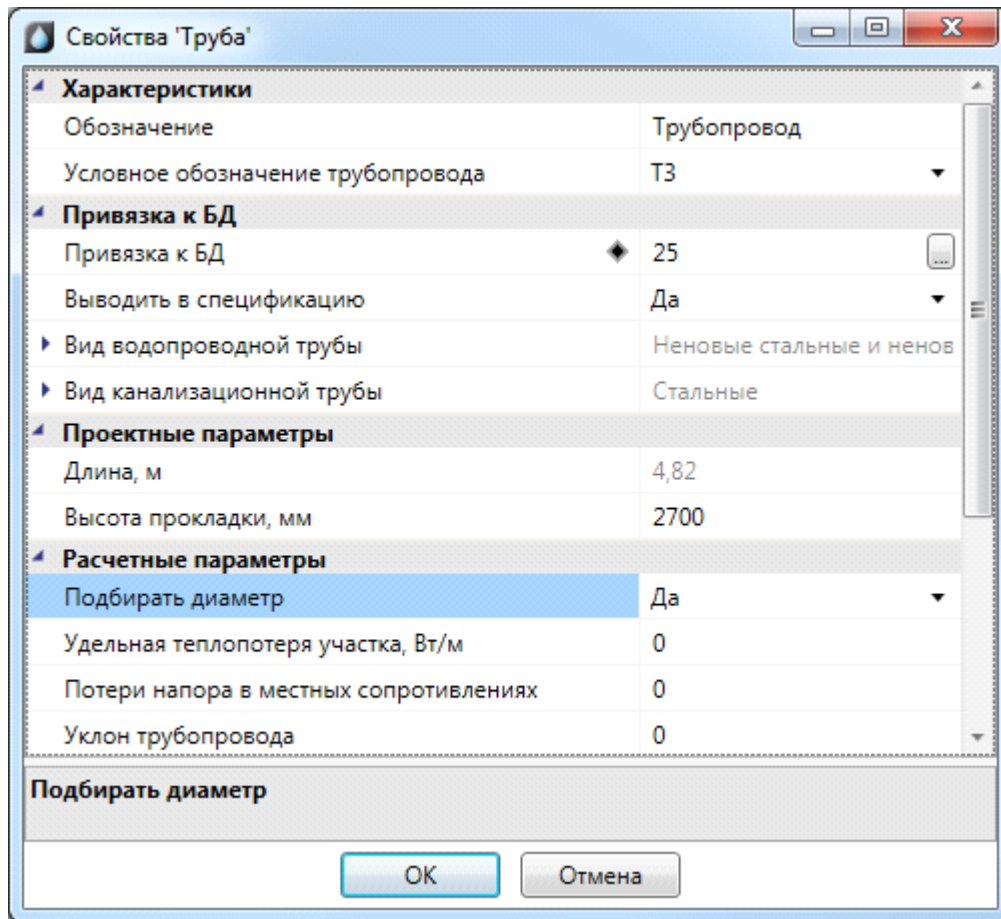 Свойства 'Труба'
Характеристики
Обозначение Трубопровод
Условное обозначение трубопровода Т3
Привязка к БД
Привязка к БД 25 ...
Выводить в спецификацию Да
Вид водопроводной трубы Неновые стальные и ненов
Вид канализационной трубы Стальные
Проектные параметры
Длина, м 4,82
Высота прокладки, мм 2700
Расчетные параметры
Подбирать диаметр Да
Удельная теплопотеря участка, Вт/м 0
Потери напора в местных сопротивлениях 0
Уклон трубопровода 0
Подбирать диаметр
ОК Отмена